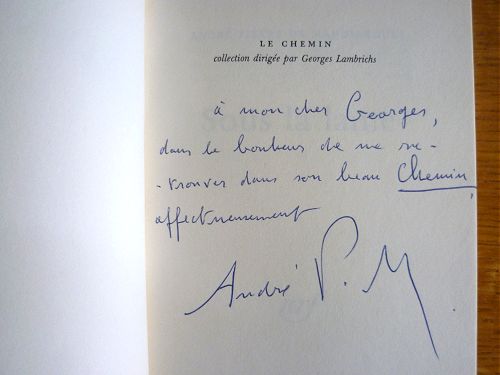 LE CHEMIN
collection dirigée par Georges Lambrichs
à mon cher Georges,
dans le bonheur de me re-
-trouver dans son beau Chemin,
affectueusement
André P. M